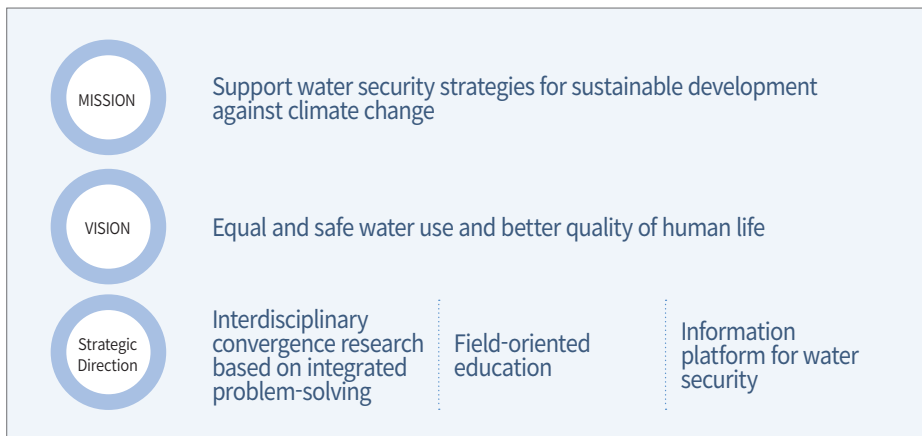 MISSION
Support water security strategies for sustainable development
against climate change
VISION
Equal and safe water use and better quality of human life
Strategic
Direction
Interdisciplinary
convergence research
based on integrated
problem-solving
Field-oriented
education
Information
platform for water
security